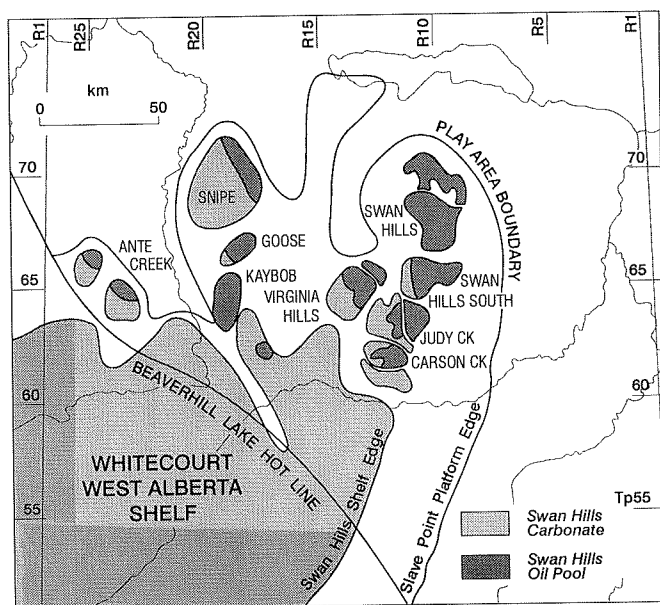 R1
R25
R20
R15
R10
R5
R1
km
0
50
70
65
60
55
70
65
60
Tp55
PLAY AREA BOUNDARY
SNIPE
SWAN
HILLS
ANTE
CREEK
GOOSE
KAYBOB
VIRGINIA
HILLS
SWAN
HILLS SOUTH
JUDY CK
CARSON CK
BEAVERHILL LAKE HOT LINE
WHITECOURT
WEST ALBERTA
SHELF
Swan Hills Shelf Edge
Slave Point Platform Edge
Swan Hills
Carbonate
Swan Hills
Oil Pool